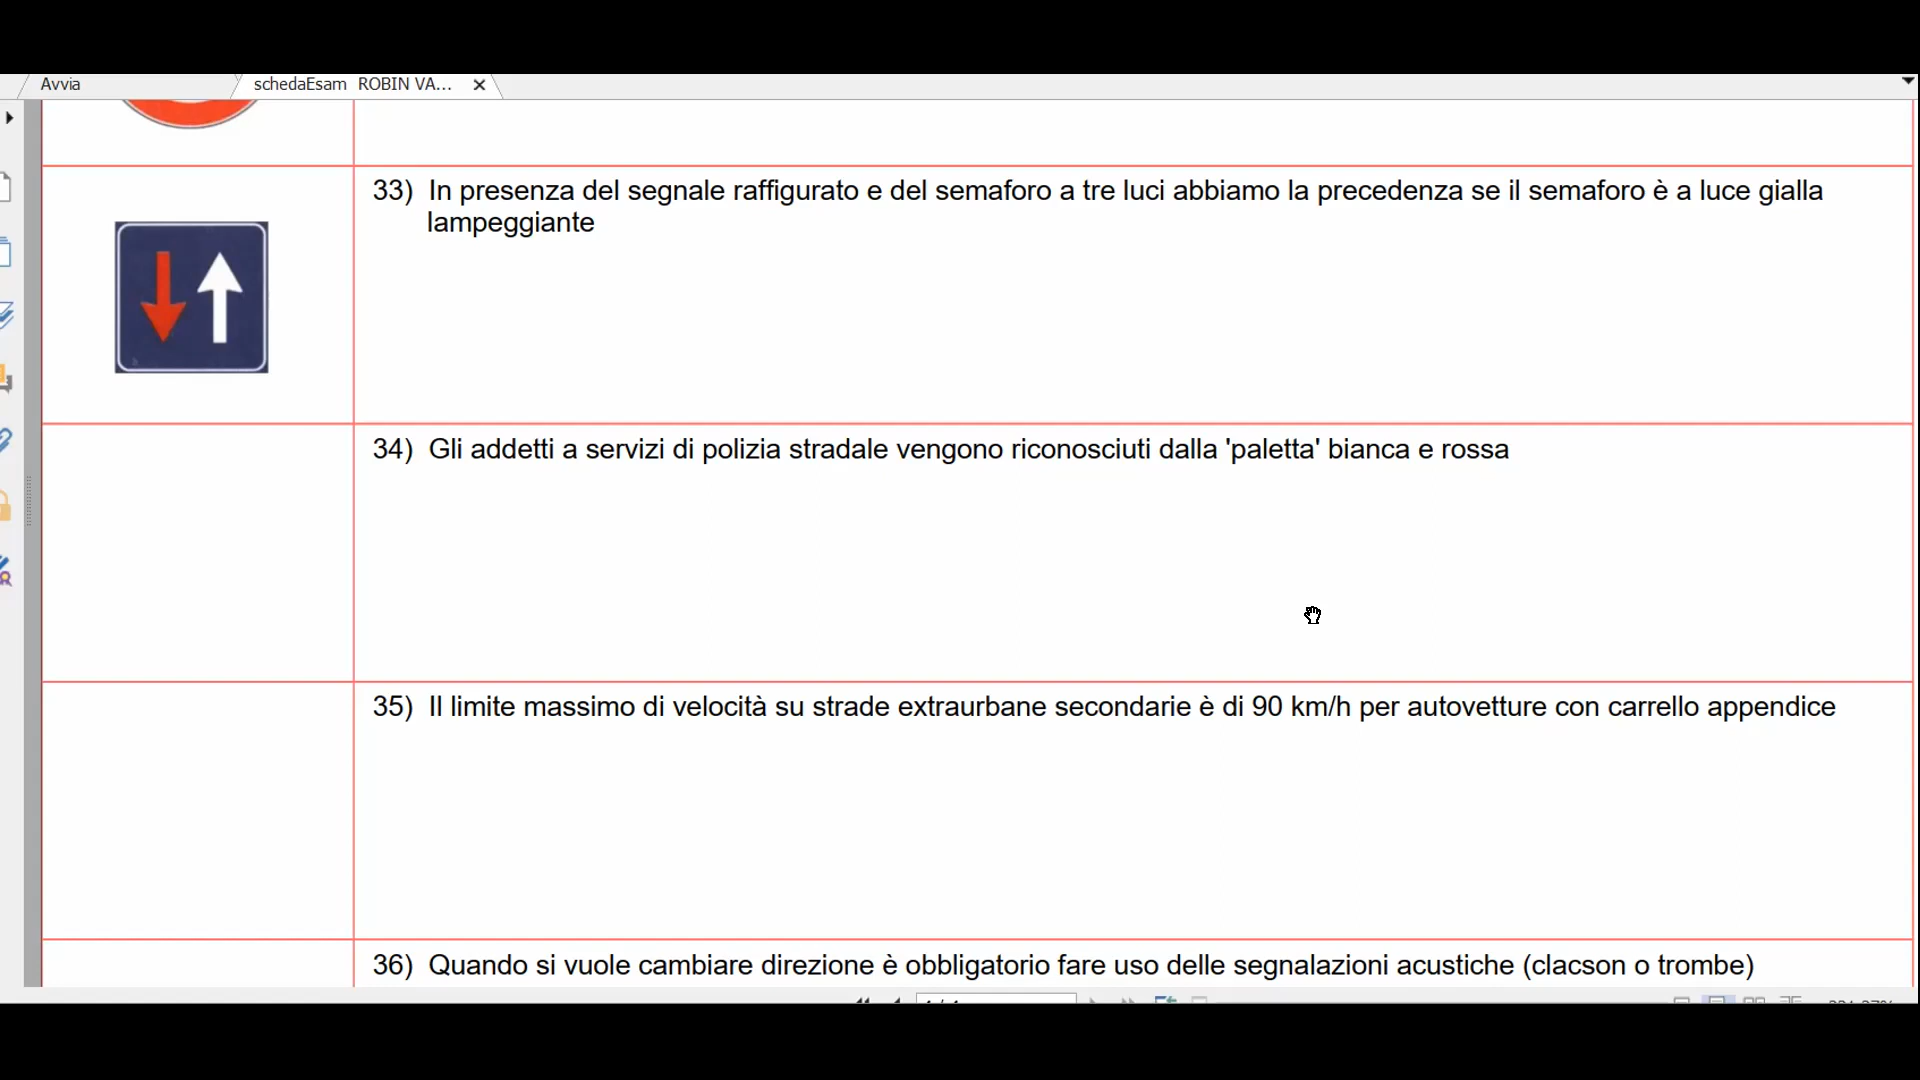 Avvia
schedaEsam ROBIN VA...
33) In presenza del segnale raffigurato e del semaforo a tre luci abbiamo la precedenza se il semaforo è a luce gialla
lampeggiante
34) Gli addetti a servizi di polizia stradale vengono riconosciuti dalla 'paletta' bianca e rossa
35) Il limite massimo di velocità su strade extraurbane secondarie è di 90 km/h per autovetture con carrello appendice
36) Quando si vuole cambiare direzione è obbligatorio fare uso delle segnalazioni acustiche (clacson o trombe)